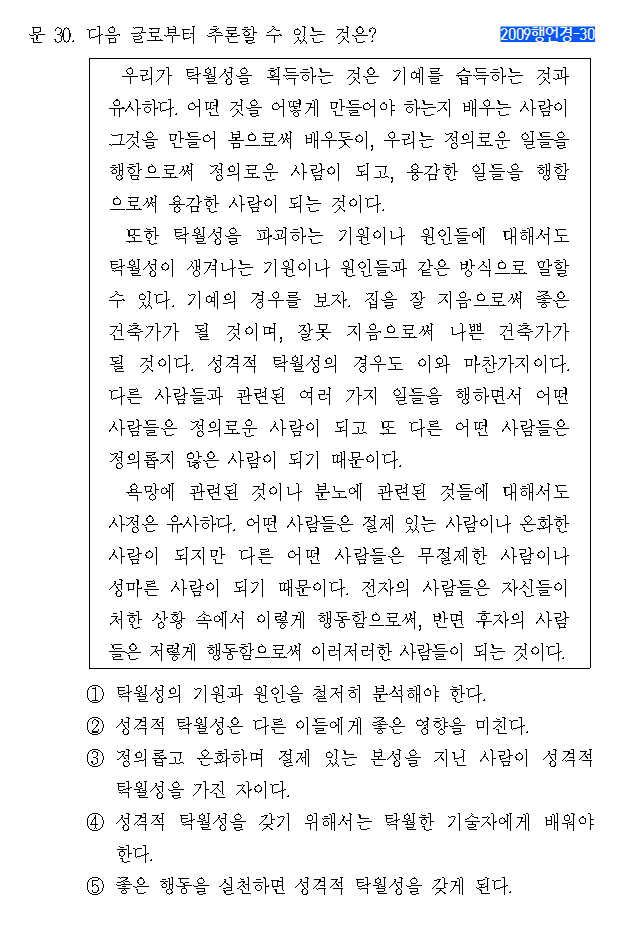 문 30. 다음 글로부터 추론할 수 있는 것은?
2009행언경-30
우리가 탁월성을 획득하는 것은 기예를 습득하는 것과
유사하다. 어떤 것을 어떻게 만들어야 하는지 배우는 사람이
그것을 만들어 봄으로써 배우듯이, 우리는 정의로운 일들을
행함으로써 정의로운 사람이 되고, 용감한 일들을 행함
으로써 용감한 사람이 되는 것이다.
또한 탁월성을 파괴하는 기원이나 원인들에 대해서도
탁월성이 생겨나는 기원이나 원인들과 같은 방식으로 말할
수 있다. 기예의 경우를 보자. 집을 잘 지음으로써 좋은
건축가가 될 것이며, 잘못 지음으로써 나쁜 건축가가
될 것이다. 성격적 탁월성의 경우도 이와 마찬가지이다.
다른 사람들과 관련된 여러 가지 일들을 행하면서 어떤
사람들은 정의로운 사람이 되고 또 다른 어떤 사람들은
정의롭지 않은 사람이 되기 때문이다.
욕망에 관련된 것이나 분노에 관련된 것들에 대해서도
사정은 유사하다. 어떤 사람들은 절제 있는 사람이나 온화한
사람이 되지만 다른 어떤 사람들은 무절제한 사람이나
성마른 사람이 되기 때문이다. 전자의 사람들은 자신들이
처한 상황 속에서 이렇게 행동함으로써, 반면 후자의 사람
들은 저렇게 행동함으로써 이러저러한 사람들이 되는 것이다.
① 탁월성의 기원과 원인을 철저히 분석해야 한다.
② 성격적 탁월성은 다른 이들에게 좋은 영향을 미친다.
③ 정의롭고 온화하며 절제 있는 본성을 지닌 사람이 성격적
탁월성을 가진 자이다.
④ 성격적 탁월성을 갖기 위해서는 탁월한 기술자에게 배워야
한다.
⑤ 좋은 행동을 실천하면 성격적 탁월성을 갖게 된다.